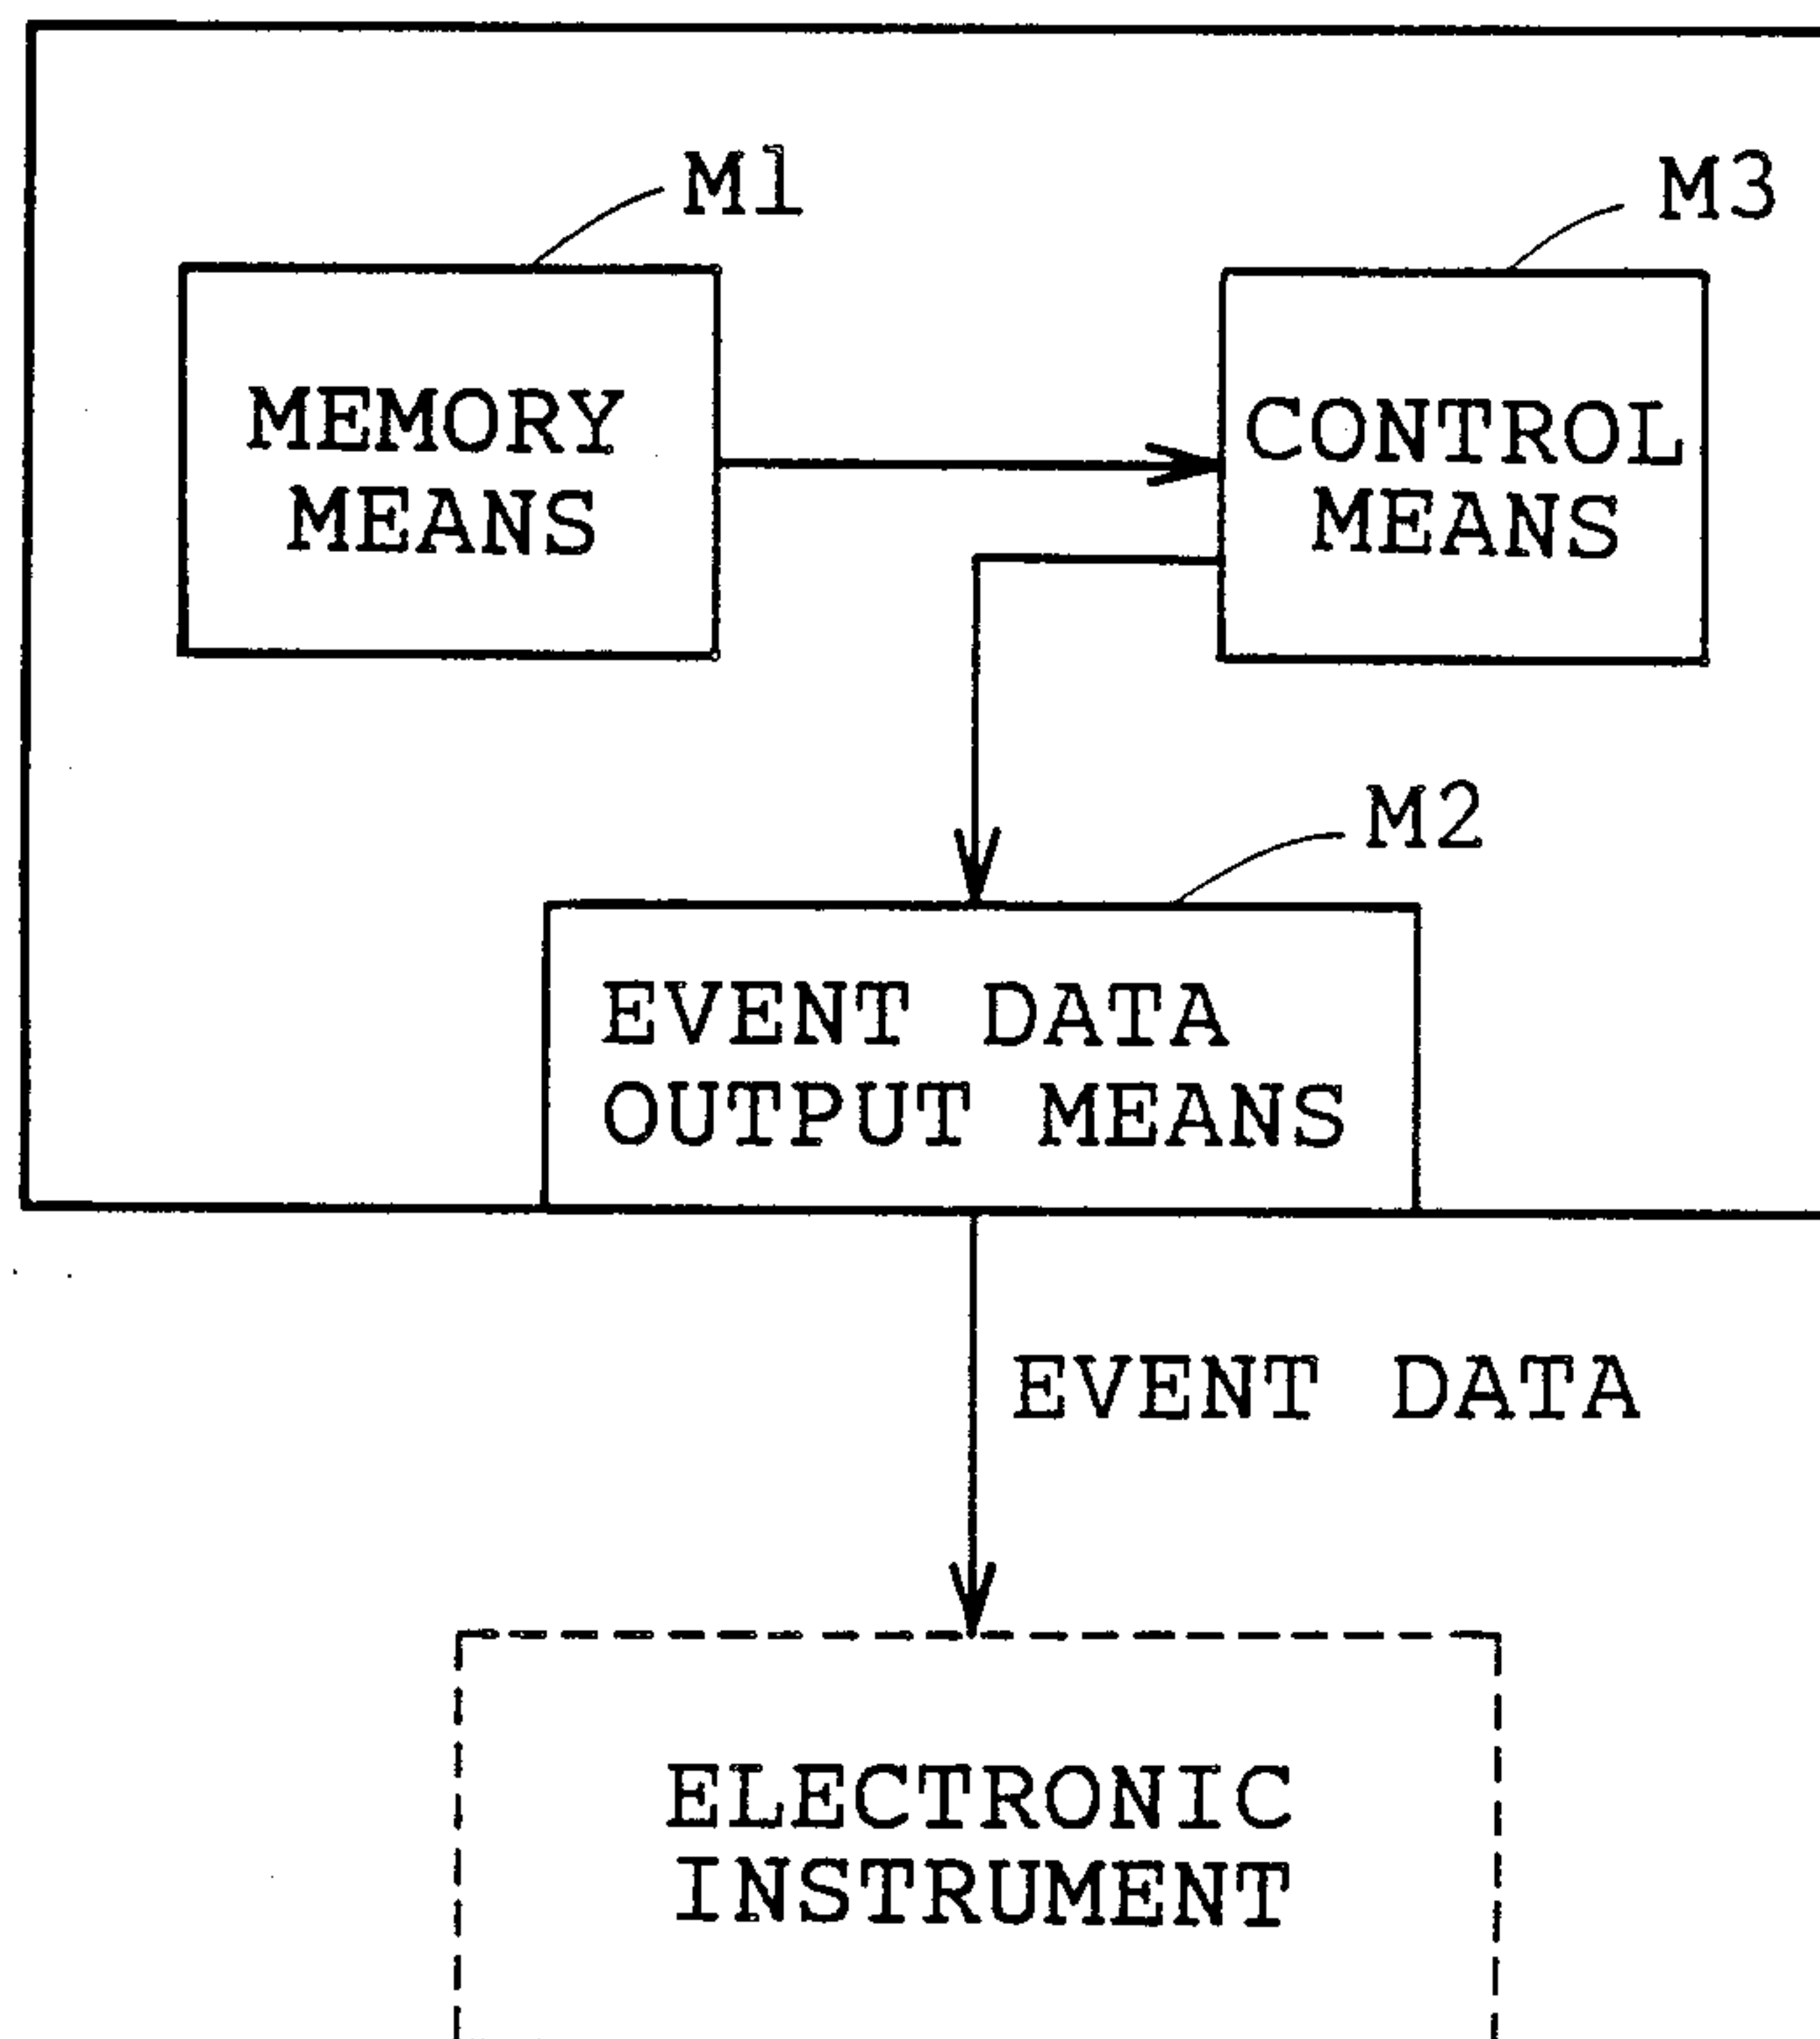 M1
M3
MEMORY
MEANS
CONTROL
MEANS
M2
EVENT DATA
OUTPUT MEANS
EVENT DATA
ELECTRONIC
INSTRUMENT